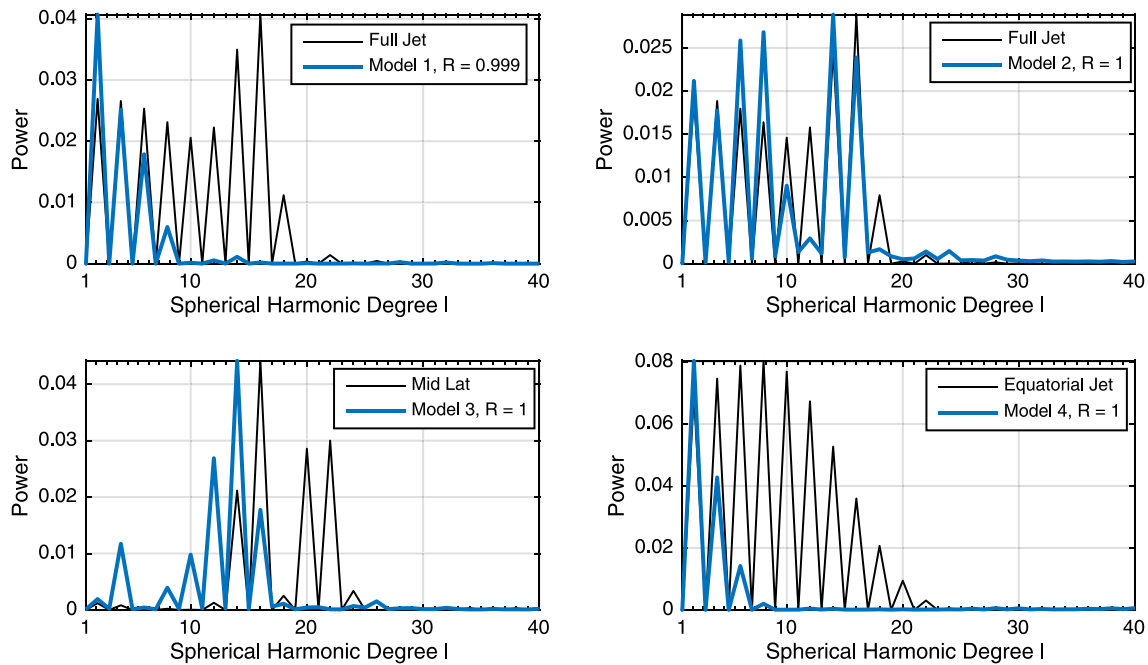 0.04
0.03
0.02
0.01
0
Power
Full Jet
Model 1, R = 0.999
1
10
20
30
40
Spherical Harmonic Degree l
0.025
0.02
0.015
0.01
0.005
0
Power
Full Jet
Model 2, R = 1
1
10
20
30
40
Spherical Harmonic Degree l
0.04
0.03
0.02
0.01
0
Power
Mid Lat
Model 3, R = 1
1
10
20
30
40
Spherical Harmonic Degree l
0.08
0.06
0.04
0.02
0
Power
Equatorial Jet
Model 4, R = 1
1
10
20
30
40
Spherical Harmonic Degree l